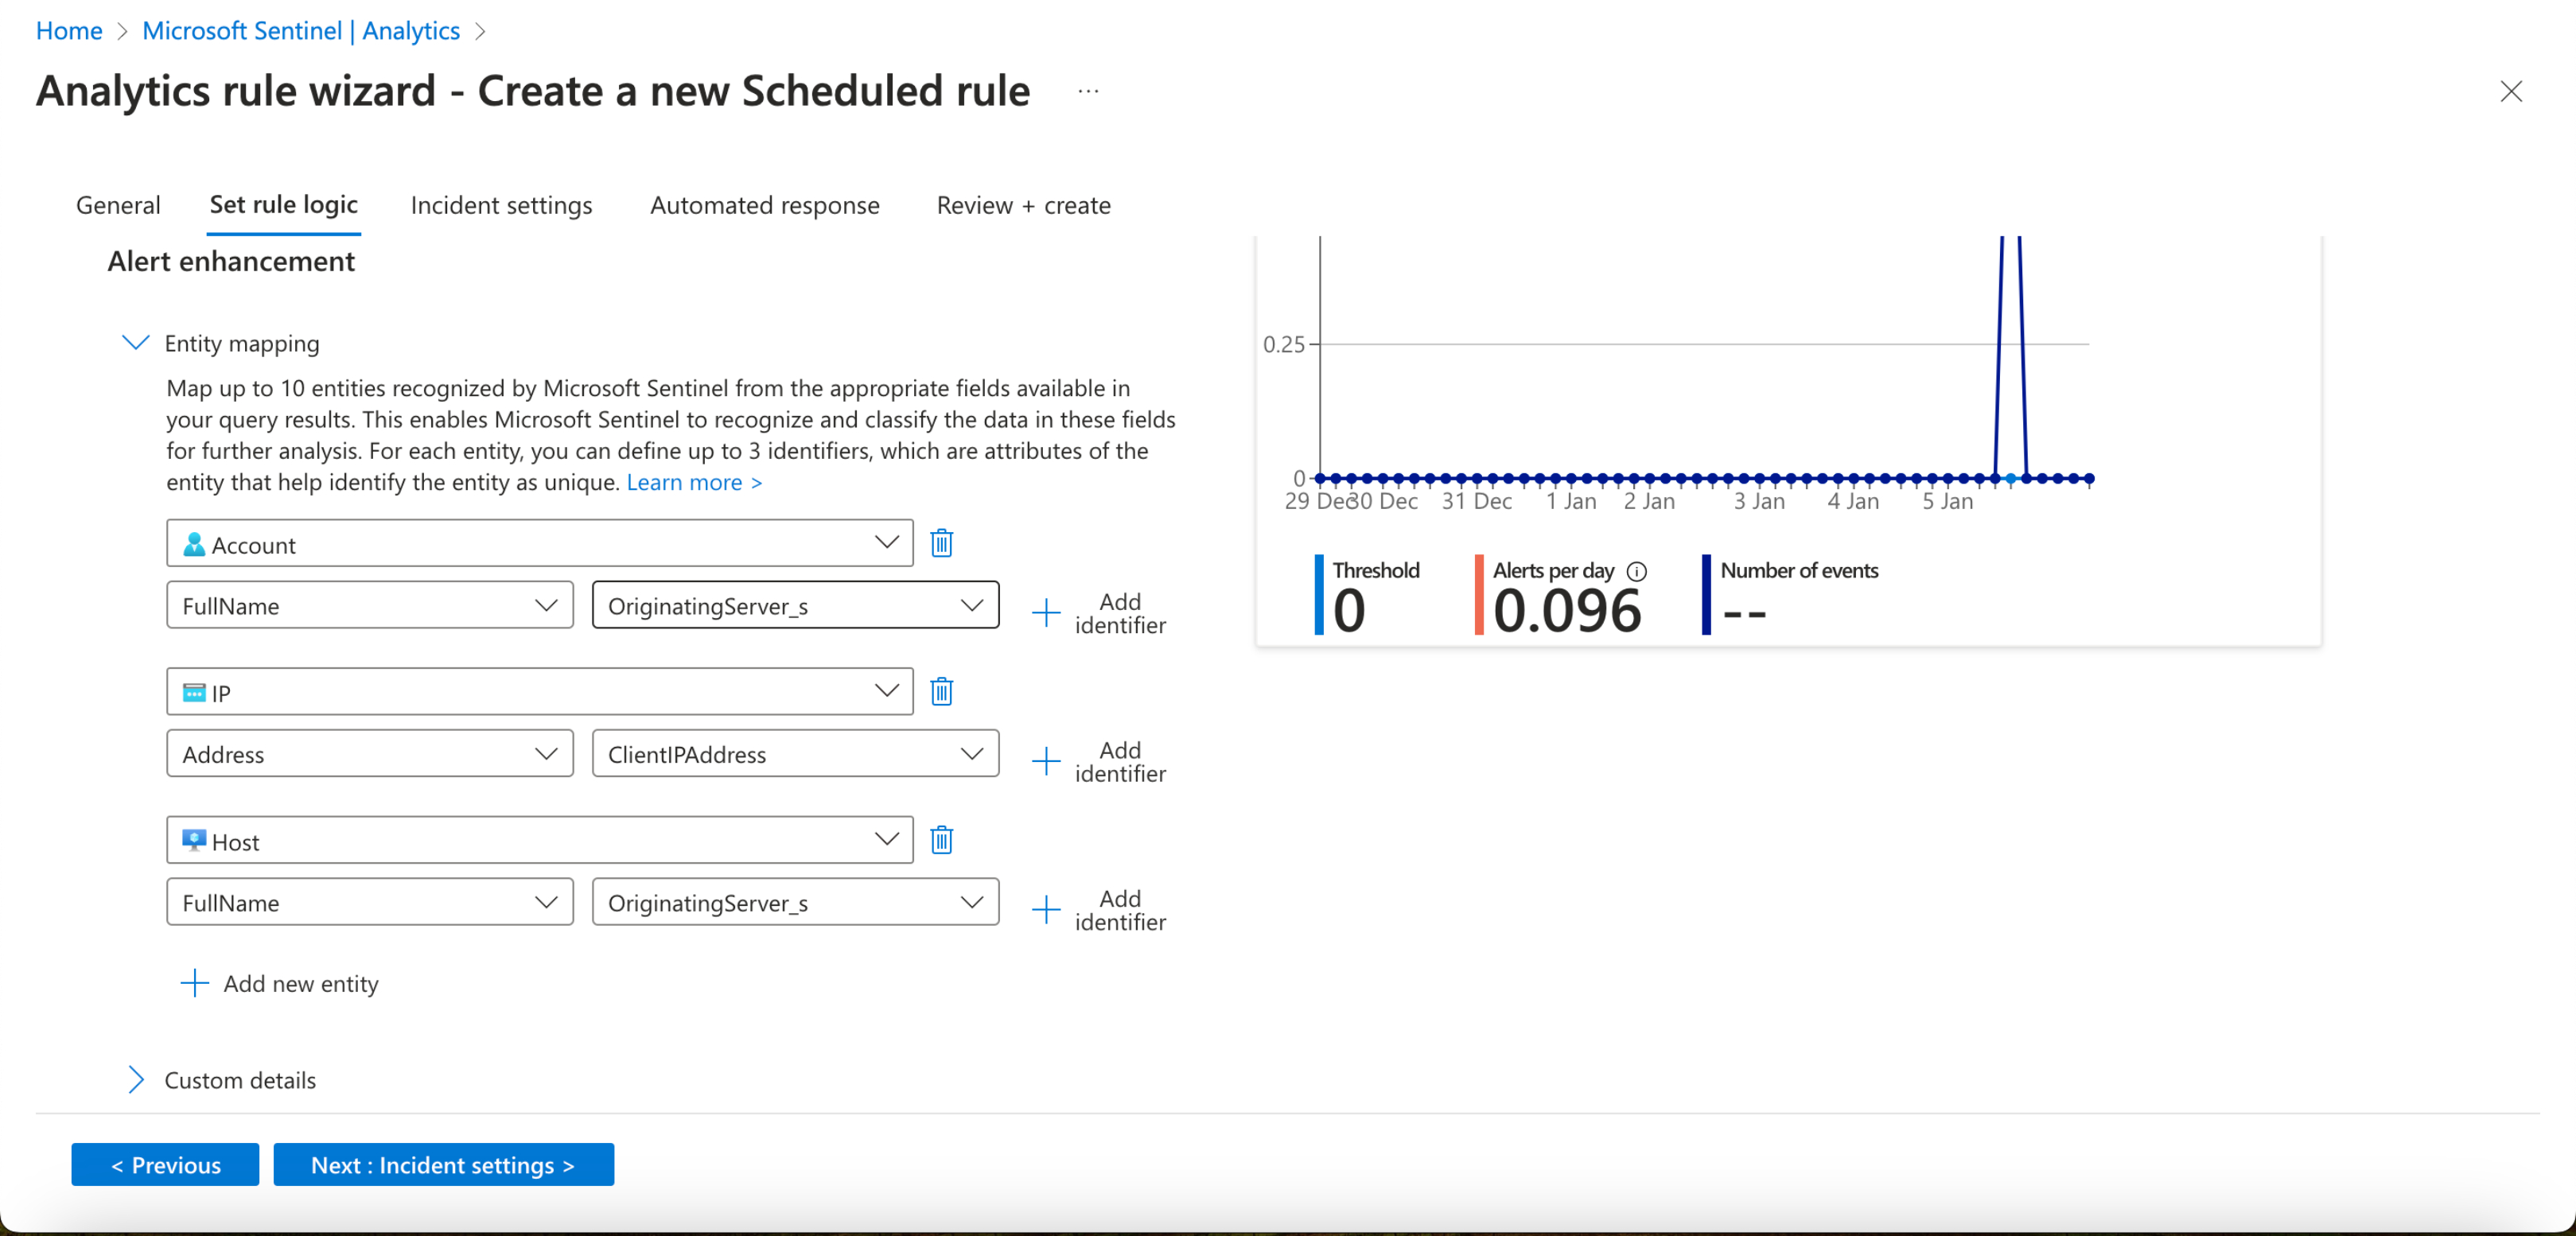 Home > Microsoft Sentinel | Analytics >
Analytics rule wizard - Create a new Scheduled rule ...
General Set rule logic Incident settings Automated response Review + create
Alert enhancement
Entity mapping
Map up to 10 entities recognized by Microsoft Sentinel from the appropriate fields available in
your query results. This enables Microsoft Sentinel to recognize and classify the data in these fields
for further analysis. For each entity, you can define up to 3 identifiers, which are attributes of the
entity that help identify the entity as unique. Learn more >
Account
FullName OriginatingServer_s
Add
identifier
IP
Address ClientIPAddress
Add
identifier
Host
FullName OriginatingServer_s
Add
identifier
Add new entity
Custom details
0.25
0
29 Dec 30 Dec 31 Dec 1 Jan 2 Jan 3 Jan 4 Jan 5 Jan
Threshold
0
Alerts per day
0.096
Number of events
--
< Previous
Next : Incident settings >